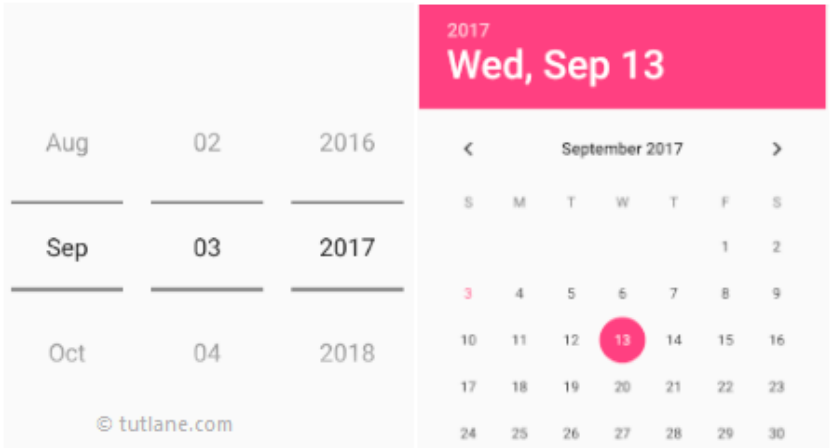 Aug 02 2016
Sep 03 2017
Oct 04 2018
© tutlane.com
2017
Wed, Sep 13
September 2017
S M T W T F S
1 2
3 4 5 6 7 8 9
10 11 12 13 14 15 16
17 18 19 20 21 22 23
24 25 26 27 28 29 30